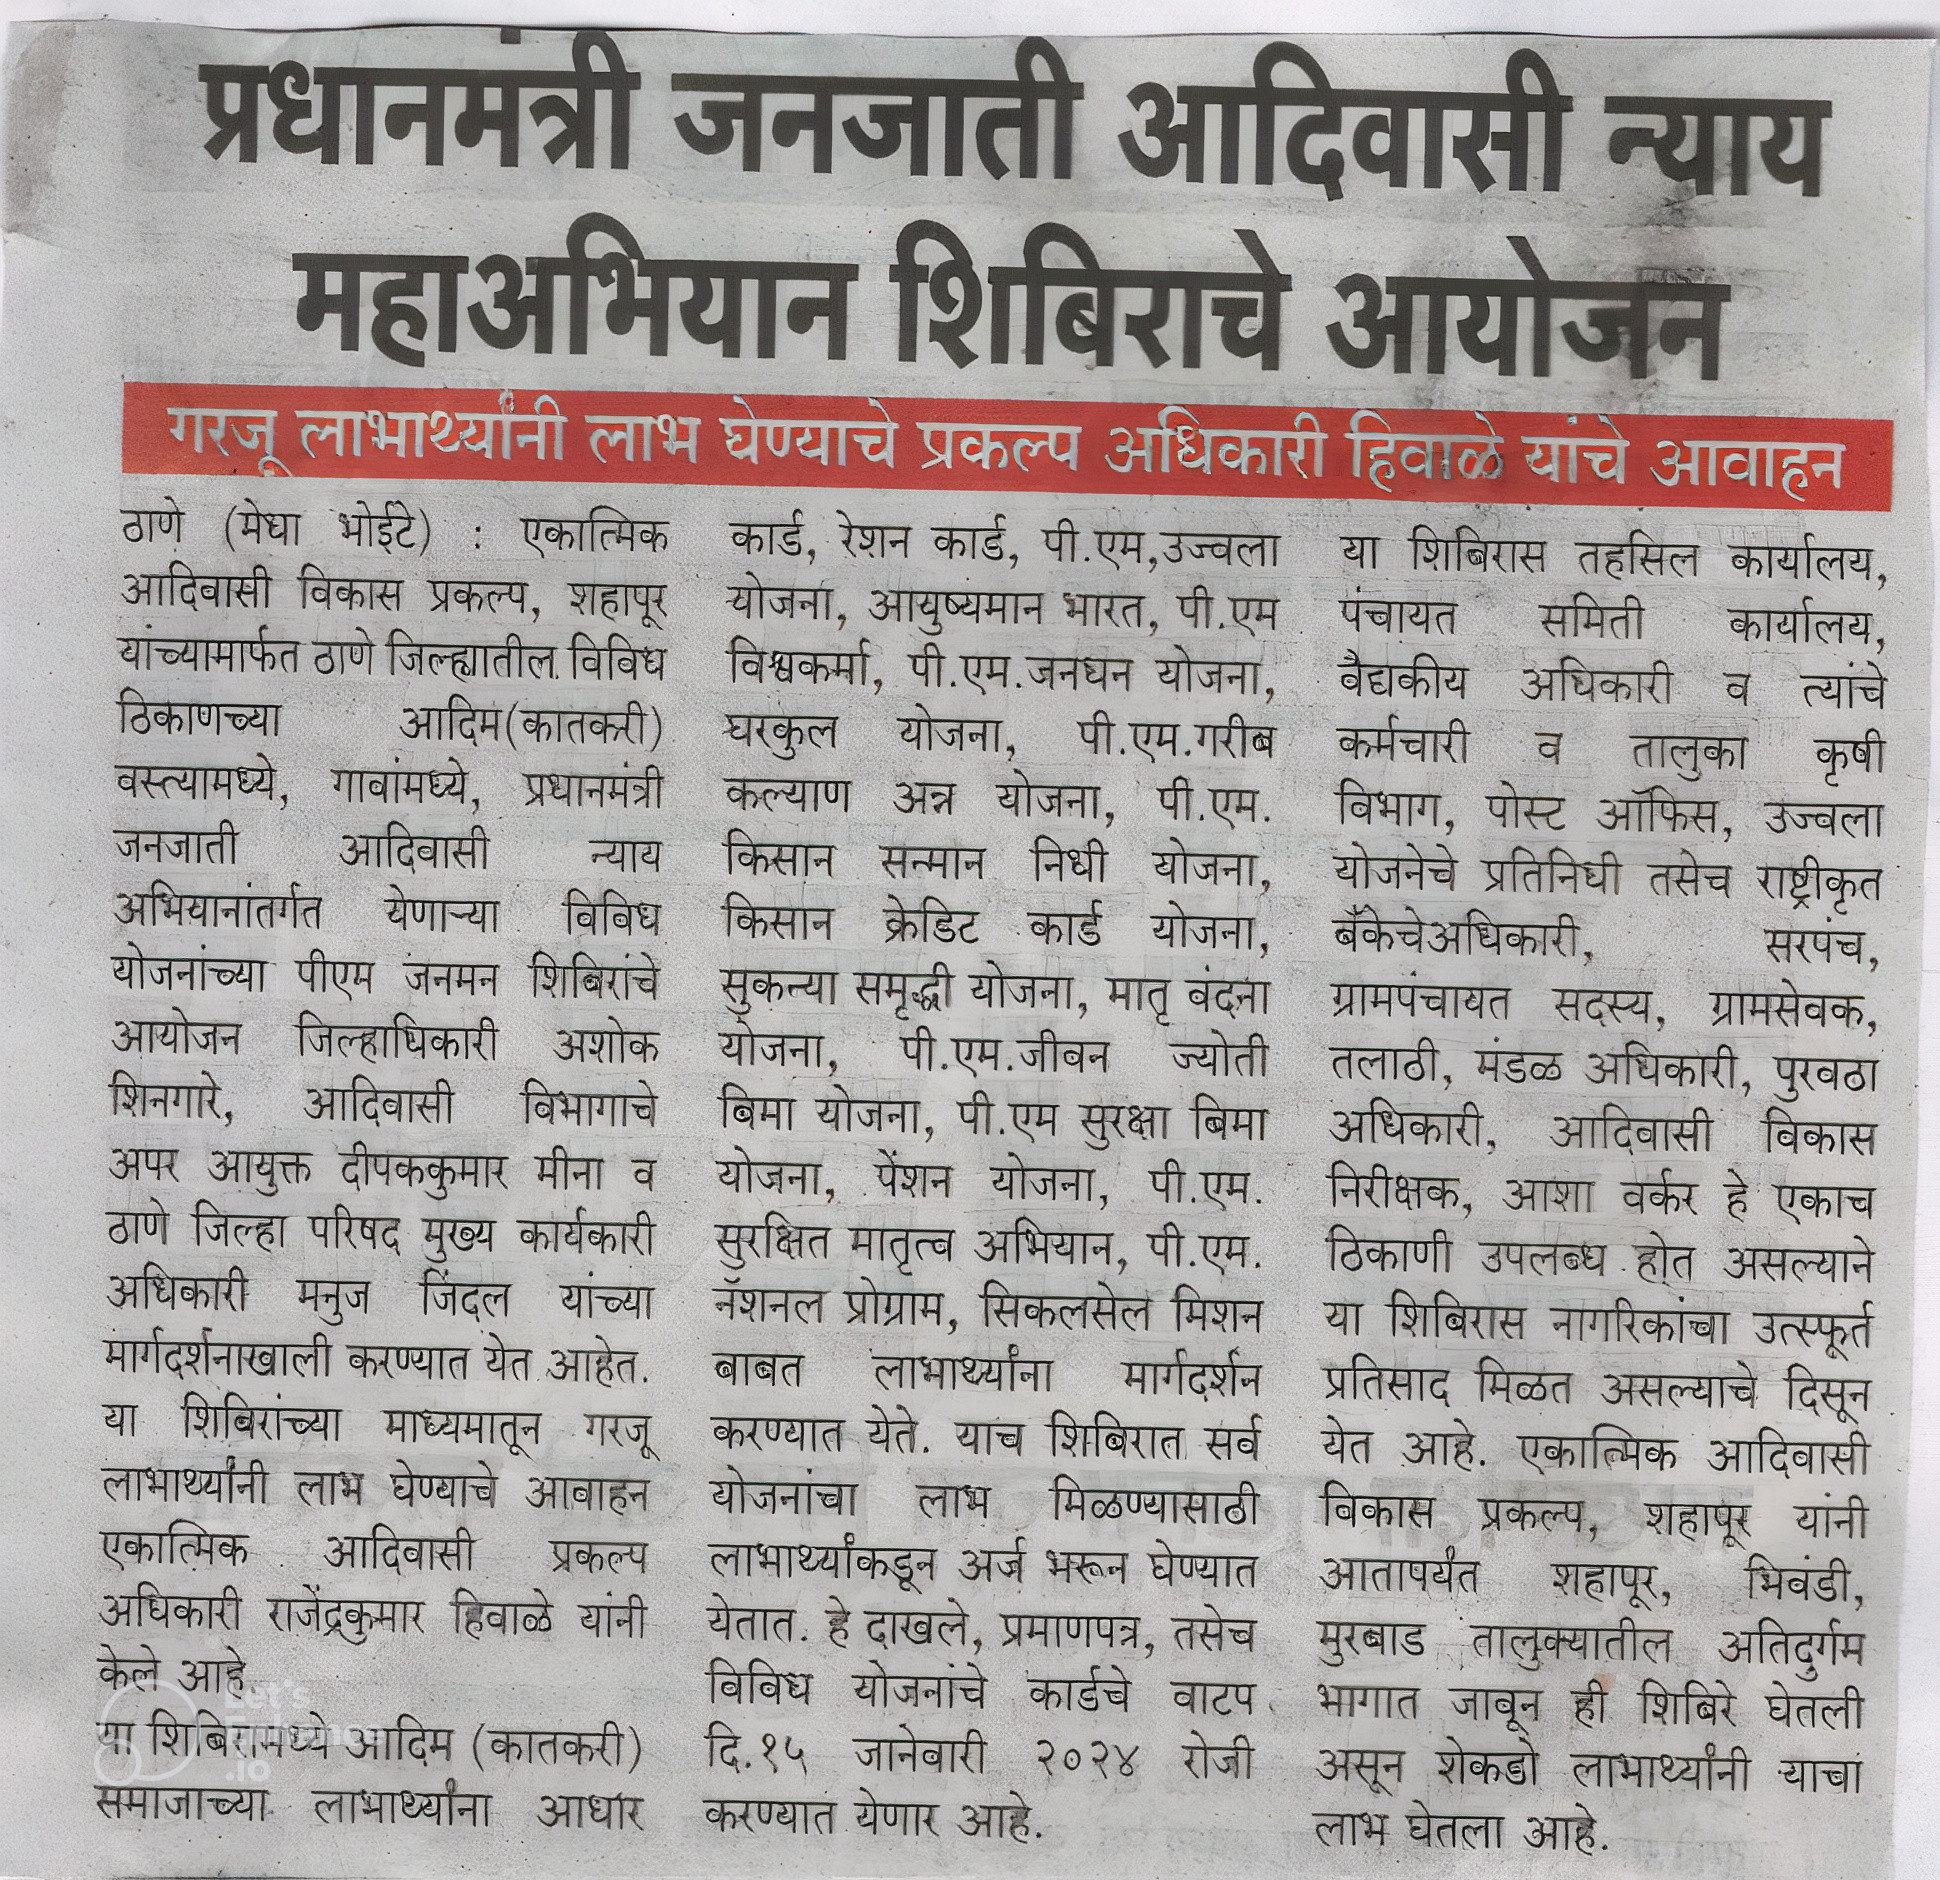 प्रधानमंत्री जनजाती आदिवासी न्याय
महाअभियान शिबिराचे आयोजन
गरजू लाभार्थ्यांनी लाभ घेण्याचे प्रकल्प अधिकारी हिवाळे यांचे आवाहन
ठाणे (मेघा भोईटे) : एकात्मिक
आदिवासी विकास प्रकल्प, शहापूर
यांच्यामार्फत ठाणे जिल्ह्यातील विविध
ठिकाणच्या आदिम(कातकरी)
वस्त्यामध्ये, गावांमध्ये, प्रधानमंत्री
जनजाती आदिवासी न्याय
अभियानांतर्गत येणाऱ्या विविध
योजनांच्या पीएम जनमन शिबिरांचे
आयोजन जिल्हाधिकारी अशोक
शिनगारे, आदिवासी विभागाचे
अपर आयुक्त दीपककुमार मीना व
ठाणे जिल्हा परिषद मुख्य कार्यकारी
अधिकारी मनुज जिंदल यांच्या
मार्गदर्शनाखाली करण्यात येत आहेत.
या शिबिरांच्या माध्यमातून गरजू
लाभार्थ्यांनी लाभ घेण्याचे आवाहन
एकात्मिक आदिवासी प्रकल्प
अधिकारी राजेंद्रकुमार हिवाळे यांनी
केले आहे.
या शिबिरामध्ये आदिम (कातकरी)
समाजाच्या लाभार्थ्यांना आधार
कार्ड, रेशन कार्ड, पी.एम,उज्वला
योजना, आयुष्यमान भारत, पी.एम
विश्वकर्मा, पी.एम.जनधन योजना,
घरकुल योजना, पी.एम.गरीब
कल्याण अन्न योजना, पी.एम.
किसान सन्मान निधी योजना,
किसान क्रेडिट कार्ड योजना,
सुकन्या समृद्धी योजना, मातृ वंदना
योजना, पी.एम.जीवन ज्योती
बिमा योजना, पी.एम सुरक्षा बिमा
योजना, पेंशन योजना, पी.एम.
सुरक्षित मातृत्व अभियान, पी.एम.
नॅशनल प्रोग्राम, सिकलसेल मिशन
बाबत लाभार्थ्यांना मार्गदर्शन
करण्यात येते. याच शिबिरात सर्व
योजनांचा लाभ मिळण्यासाठी
लाभार्थ्यांकडून अर्ज भरून घेण्यात
येतात. हे दाखले, प्रमाणपत्र, तसेच
विविध योजनांचे कार्डचे वाटप
दि.१५ जानेवारी २०२४ रोजी
करण्यात येणार आहे.
या शिबिरास तहसिल कार्यालय,
पंचायत समिती कार्यालय,
वैद्यकीय अधिकारी व त्यांचे
कर्मचारी व तालुका कृषी
विभाग, पोस्ट ऑफिस, उज्वला
योजनेचे प्रतिनिधी तसेच राष्ट्रीकृत
बँकेचेअधिकारी, सरपंच,
ग्रामपंचायत सदस्य, ग्रामसेवक,
तलाठी, मंडळ अधिकारी, पुरवठा
अधिकारी, आदिवासी विकास
निरीक्षक, आशा वर्कर हे एकाच
ठिकाणी उपलब्ध होत असल्याने
या शिबिरास नागरिकांचा उत्स्फूर्त
प्रतिसाद मिळत असल्याचे दिसून
येत आहे. एकात्मिक आदिवासी
विकास प्रकल्प, शहापूर यांनी
आतापर्यंत शहापूर, भिवंडी,
मुरबाड तालुक्यातील अतिदुर्गम
भागात जावून ही शिबिरे घेतली
असून शेकडो लाभार्थ्यांनी याचा
लाभ घेतला आहे.